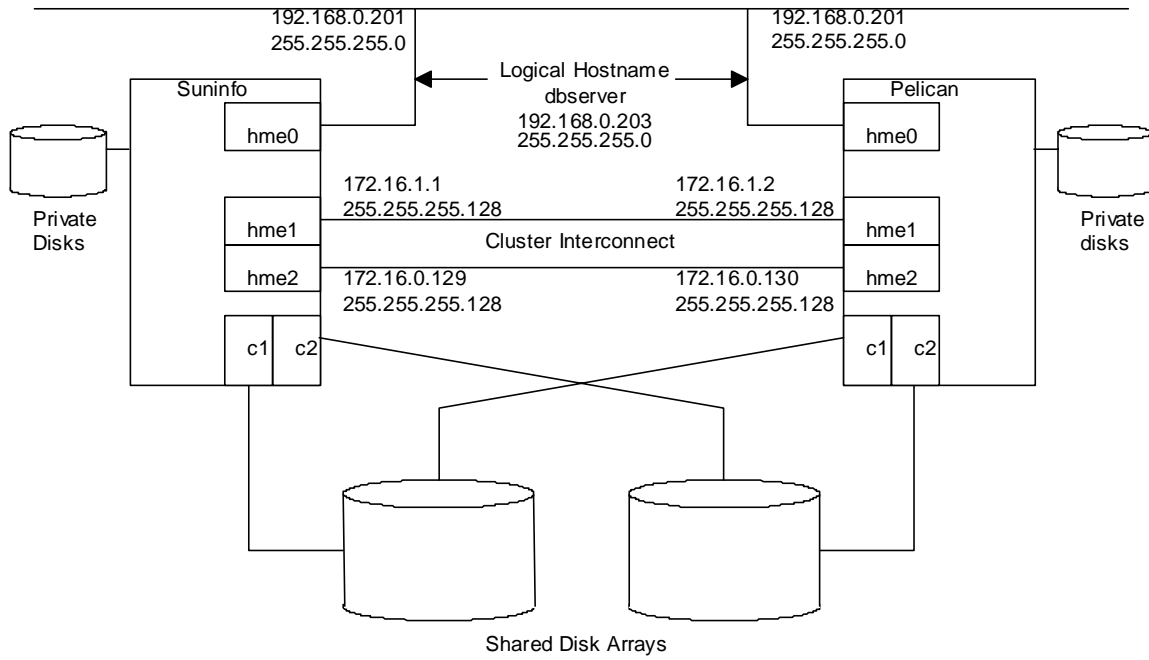 192.168.0.201
255.255.255.0
192.168.0.201
255.255.255.0
Logical Hostname
dbserver
192.168.0.203
255.255.255.0
Suninfo
hme0
Pelican
hme0
Private
Disks
Private
disks
172.16.1.1
255.255.255.128
172.16.1.2
255.255.255.128
hme1
Cluster Interconnect
hme1
hme2
hme2
172.16.0.129
255.255.255.128
172.16.0.130
255.255.255.128
c1
c2
c1
c2
Shared Disk Arrays